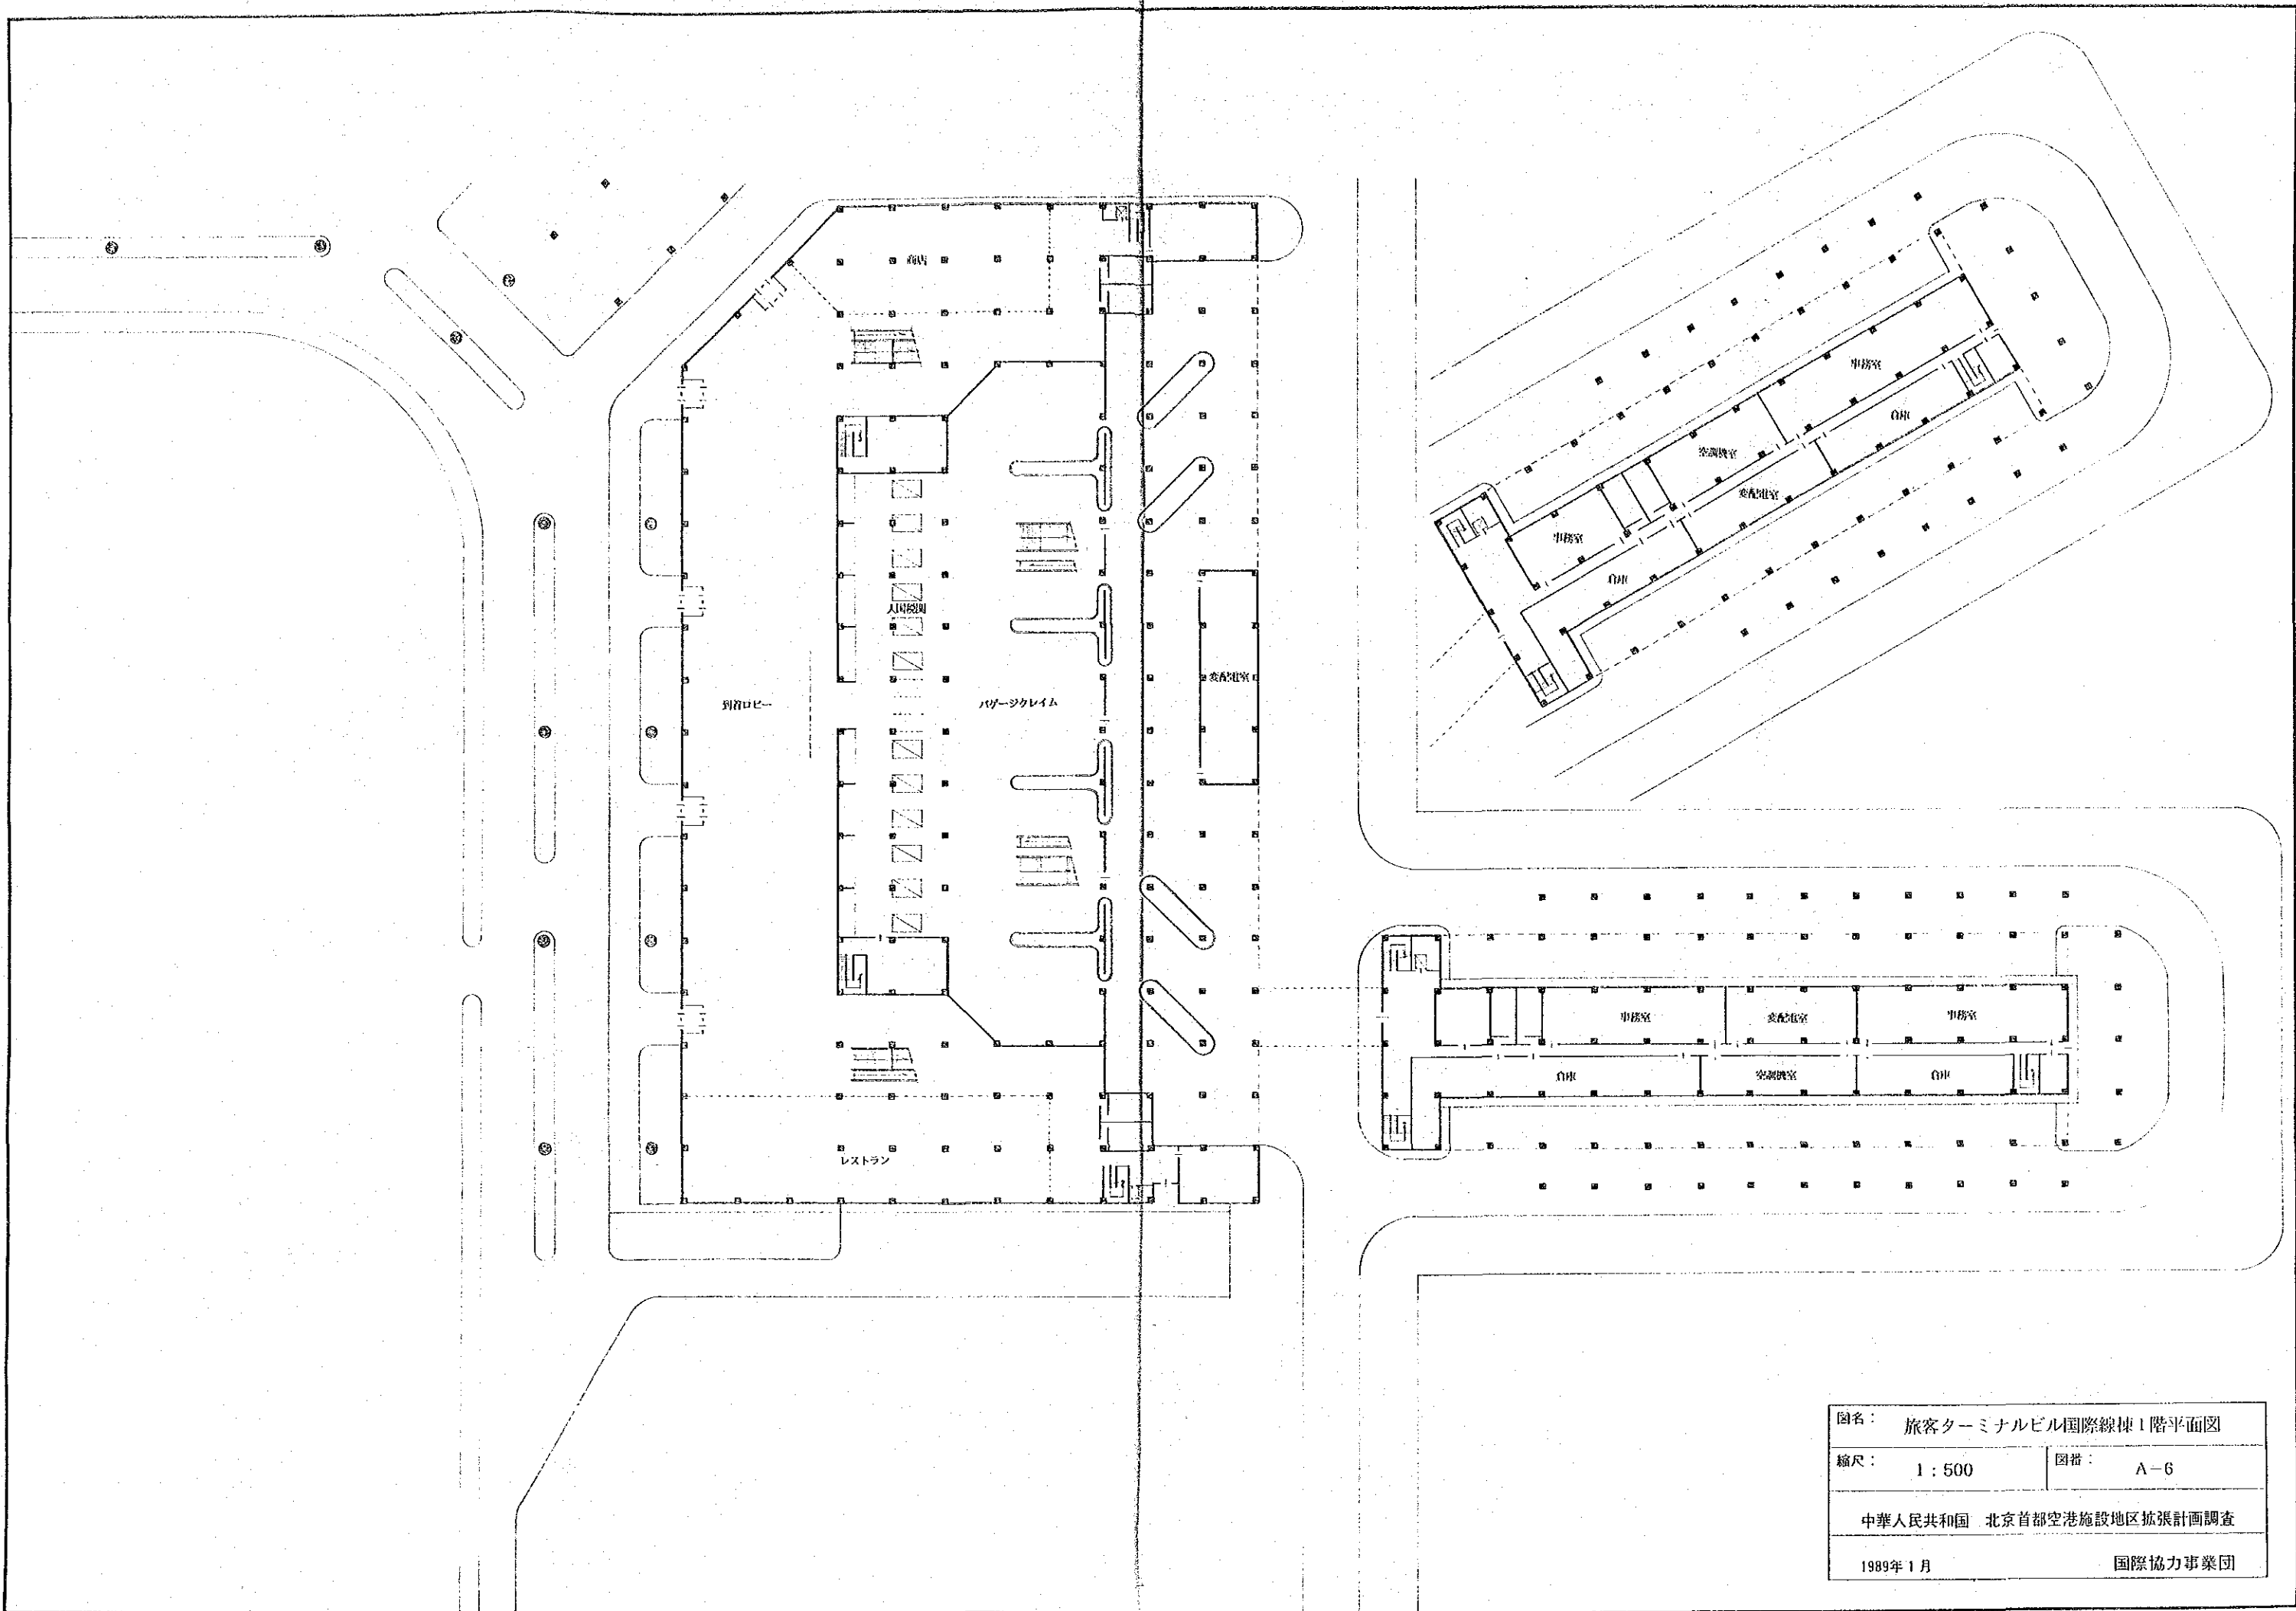 商店
事務室
倉庫
空調機室
変配電室
事務室
倉庫
入国税関
変配電室
到着ロビー
バゲージクレイム
事務室
変配電室
事務室
倉庫
空調機室
倉庫
レストラン
図名: 旅客ターミナルビル国際線棟1階平面図
縮尺: 1:500 図番: A-6
中華人民共和国 北京首都空港施設地区拡張計画調査
1989年1月 国際協力事業団